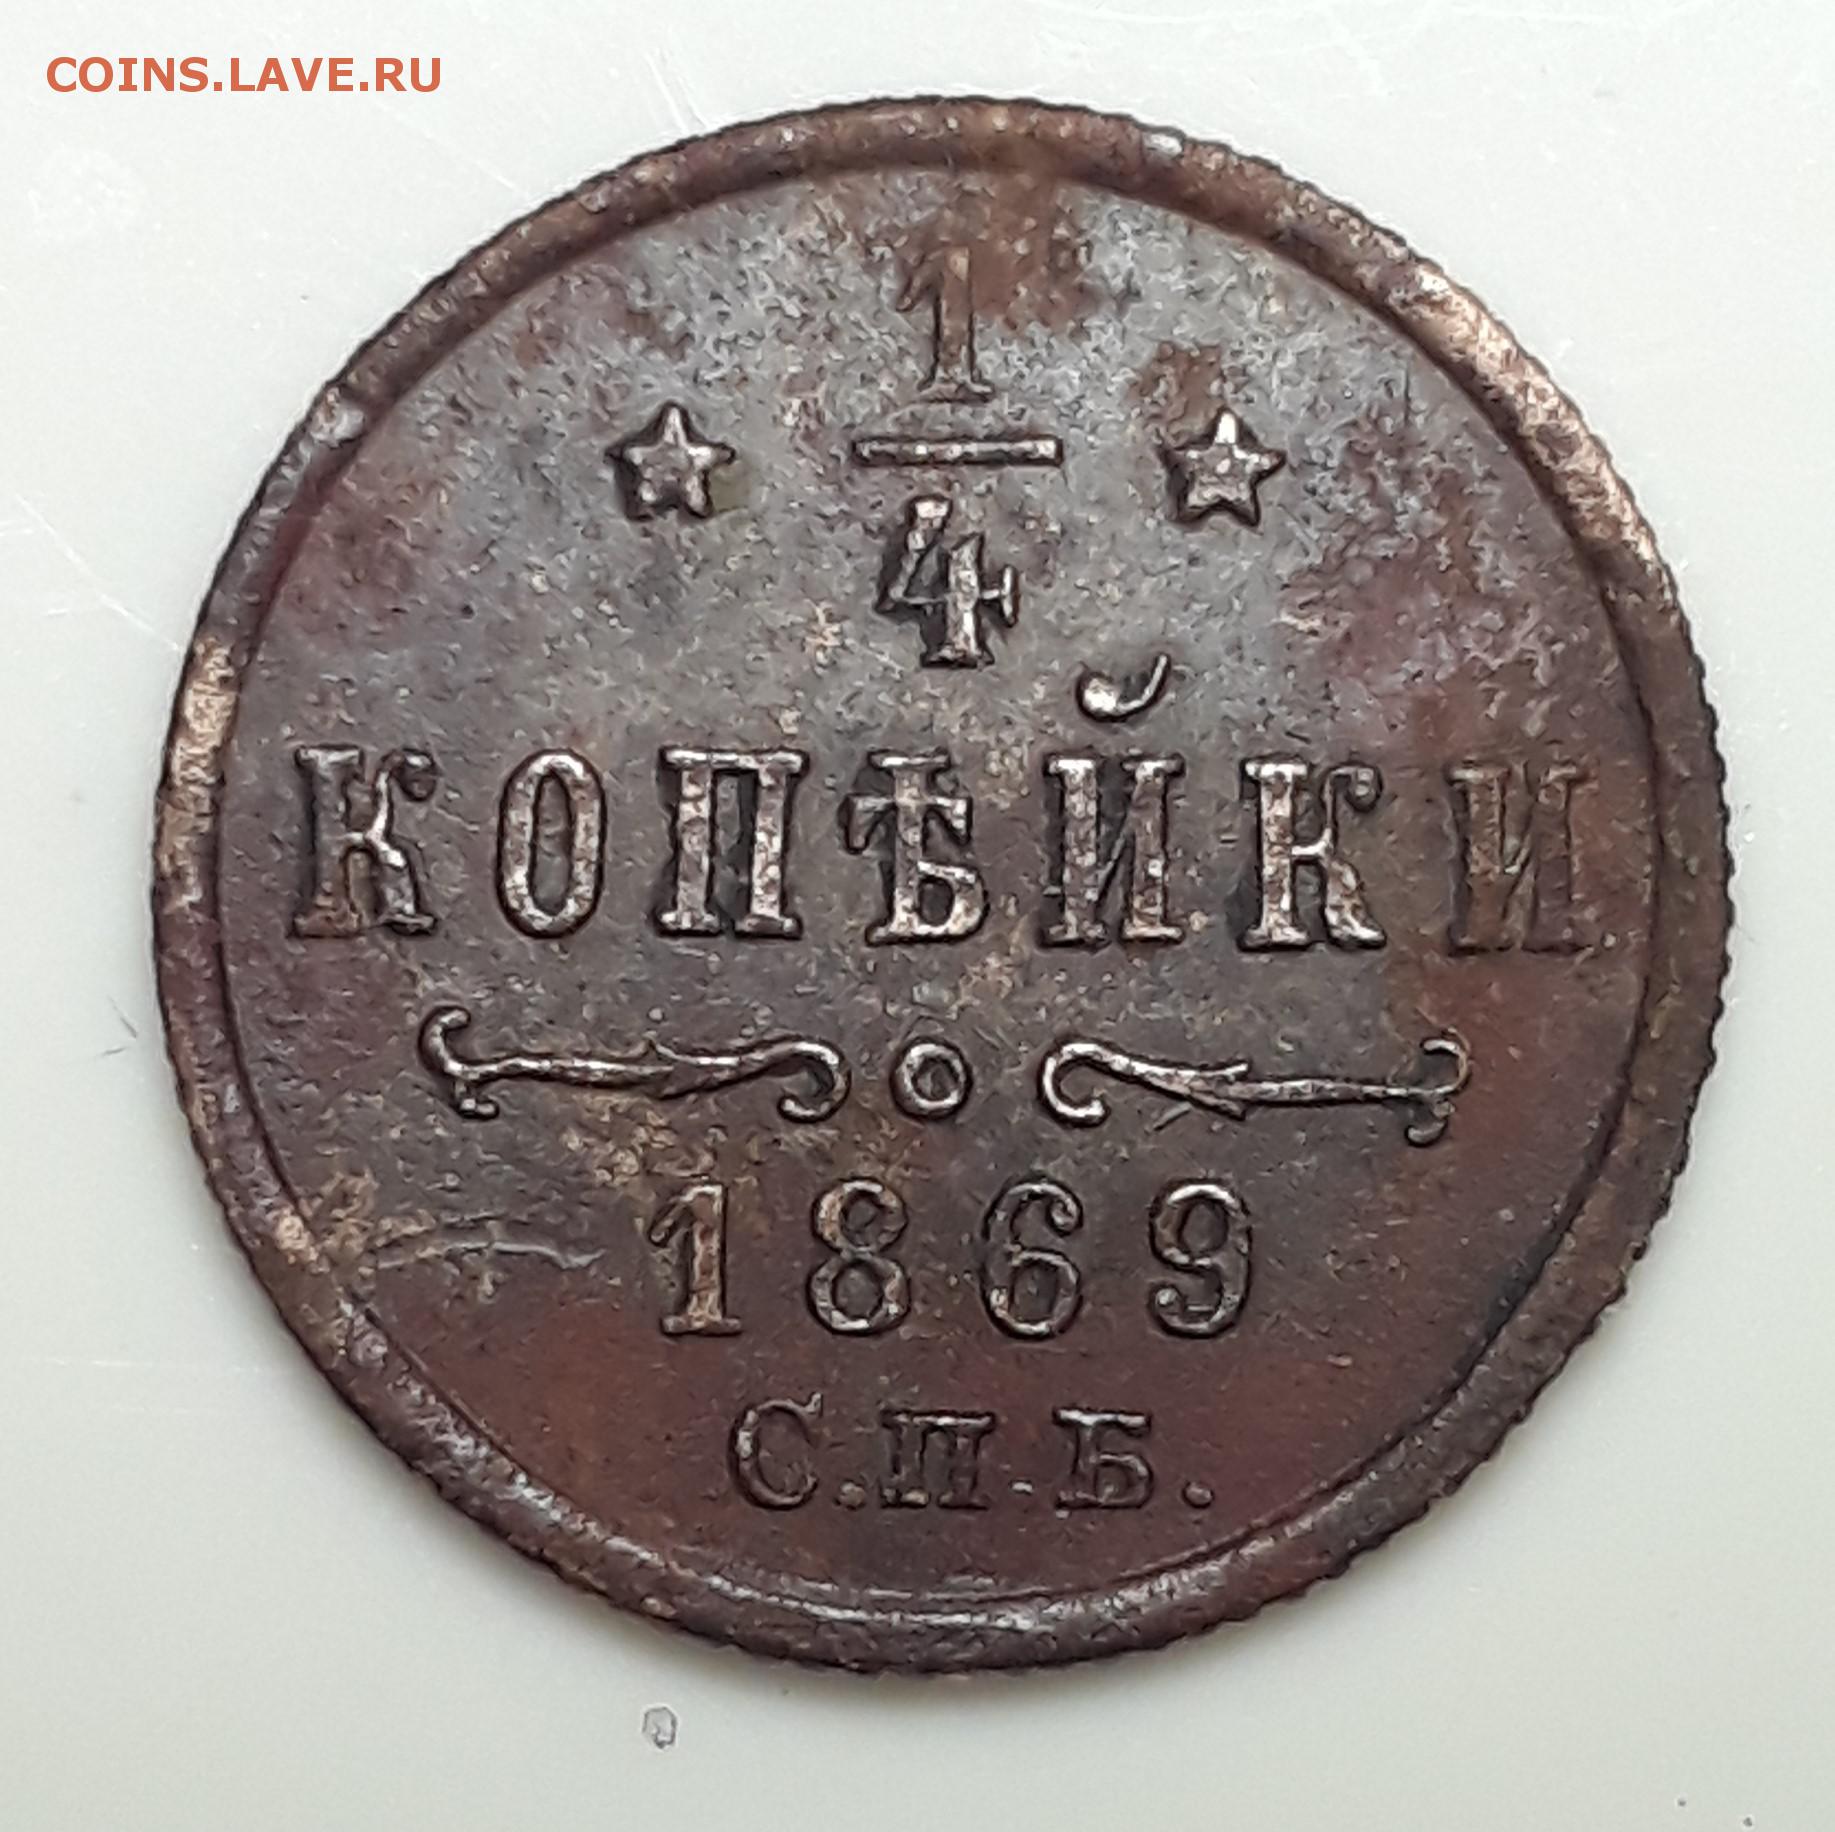 COINS.LAVE.RU
1
★ — ★
4
КОПѢЙКИ
1869
С.П.Б.